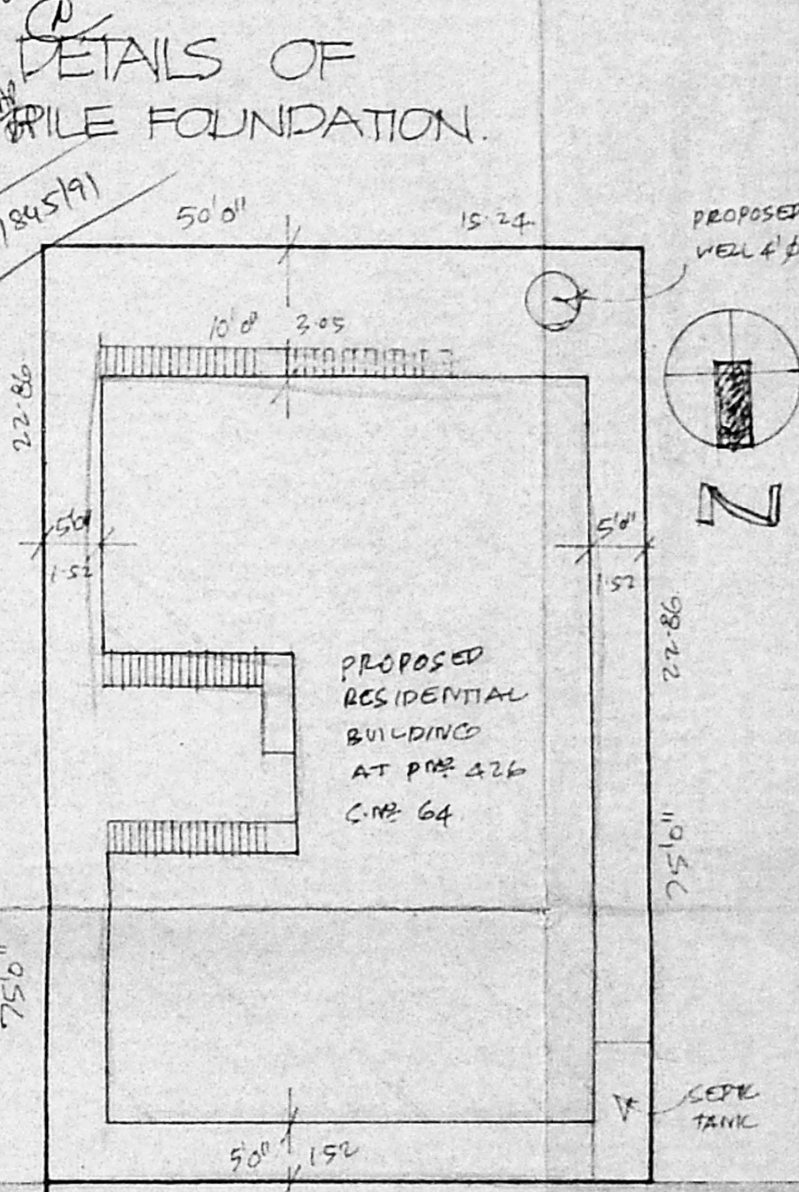 DETAILS OF
PILE FOUNDATION.
1845/91
50'0" 15.24
PROPOSED
WELL 4'φ
10'0" 3.05
22.86
5'0"
1.52
5'0"
1.52
N
22.86
PROPOSED
RESIDENTIAL
BUILDING
AT PNº 426
S.Nº 64
75'0"
75'0"
SEPTIC
TANK
5'0" 1.52